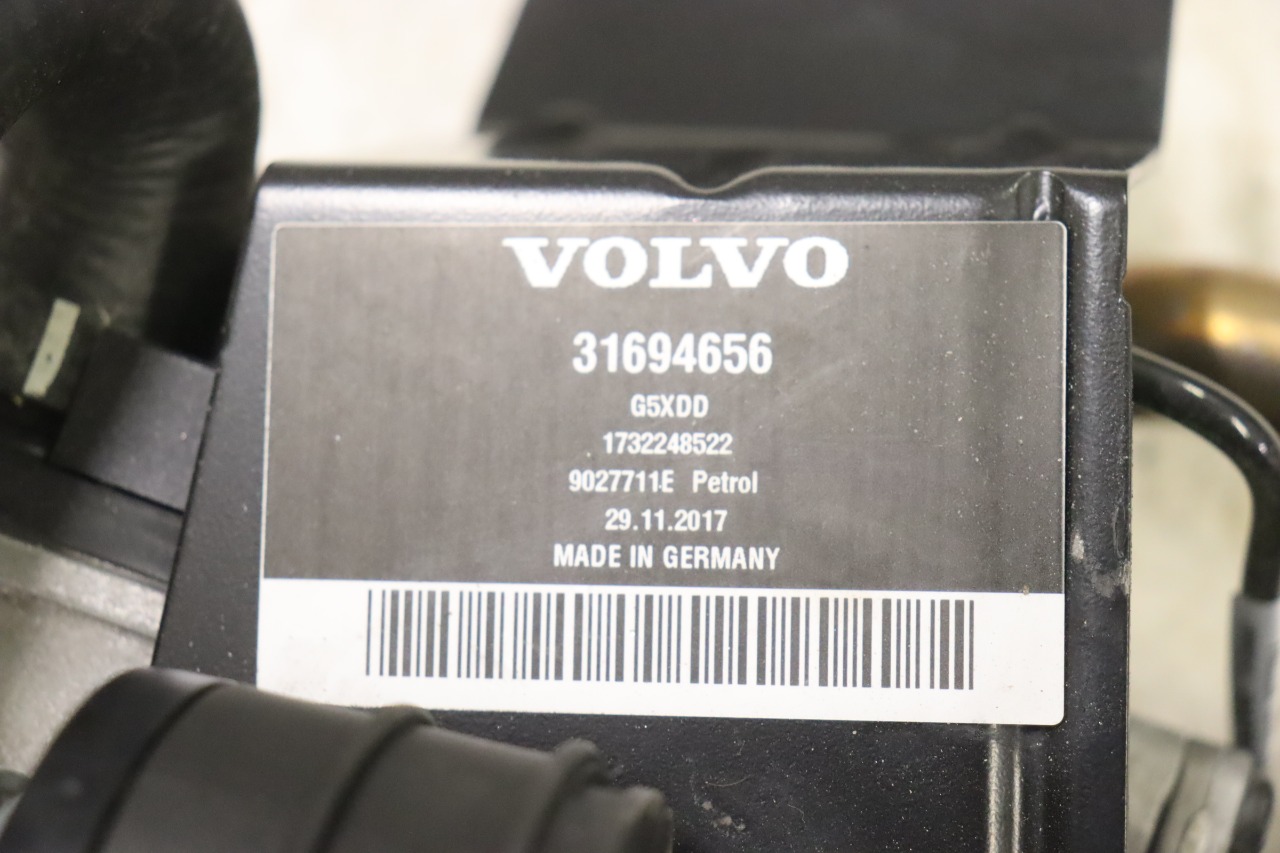 VOLVO
31694656
G5XDD
1732248522
9027711E Petrol
29.11.2017
MADE IN GERMANY